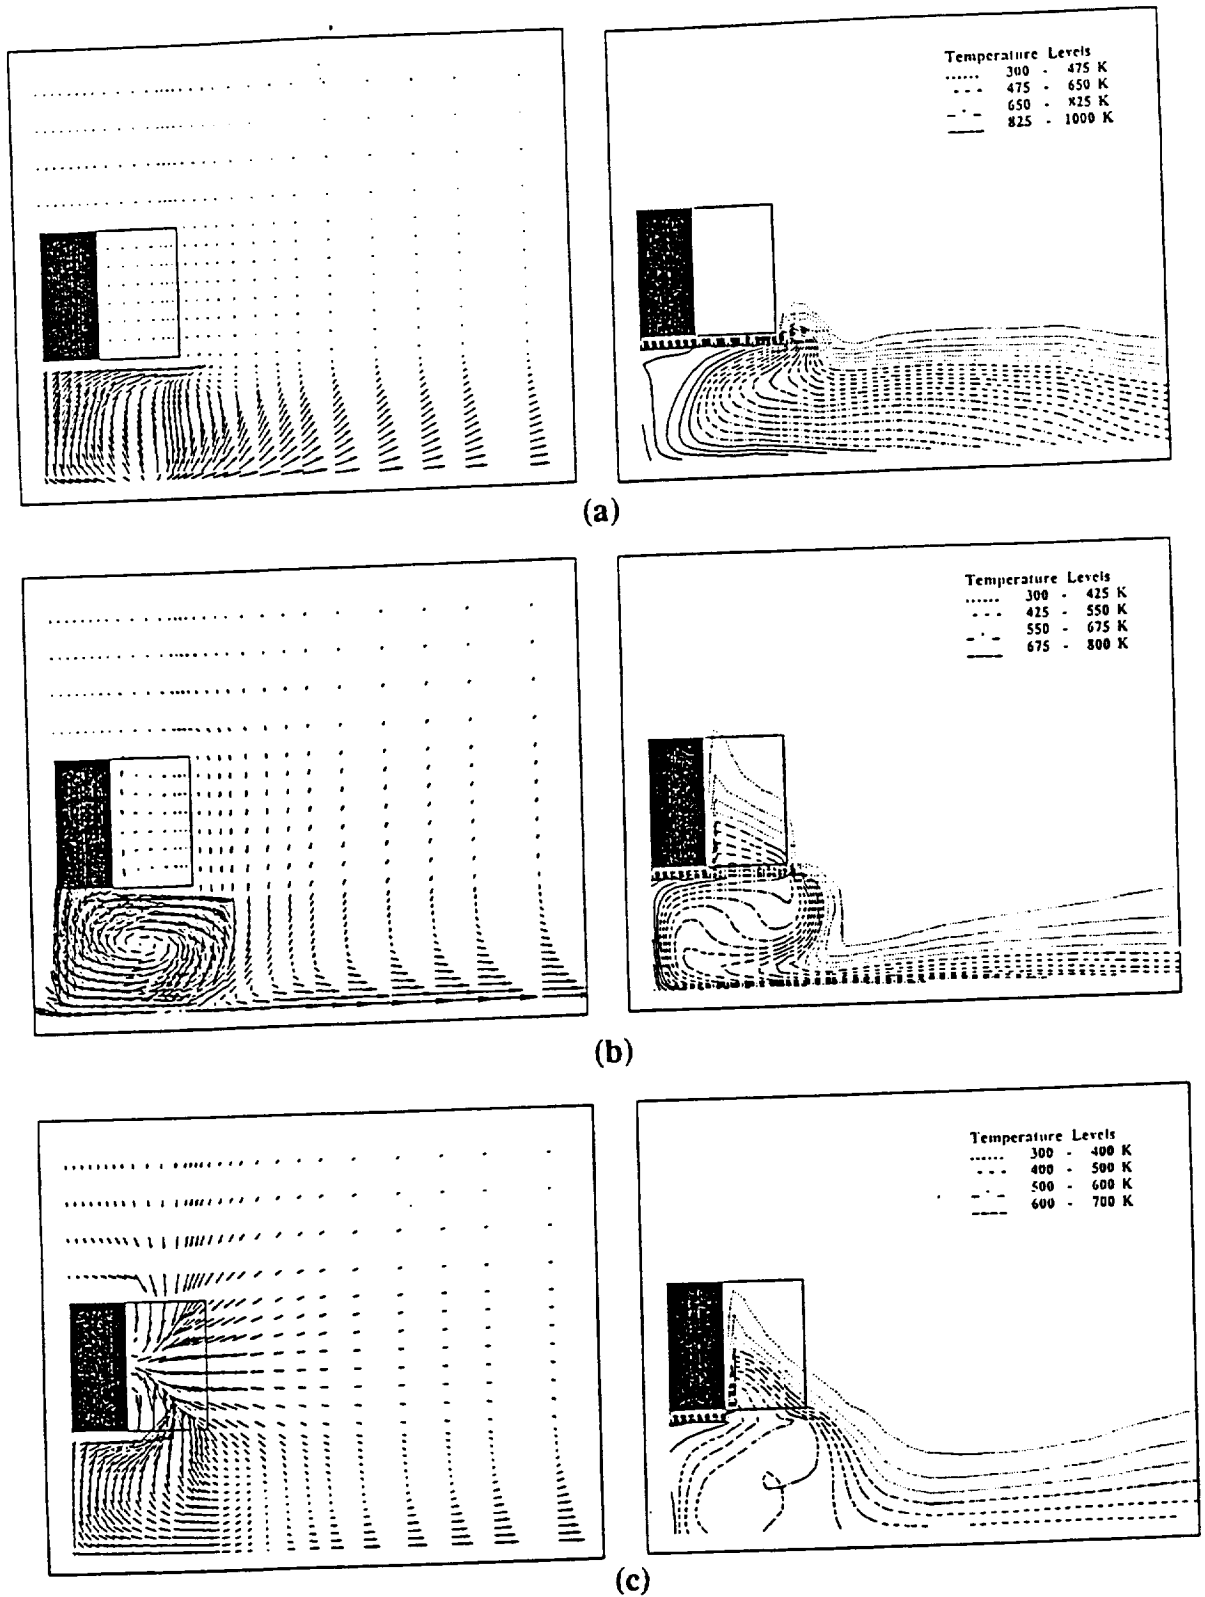 Temperature Levels
300 - 475 K
475 - 650 K
650 - 825 K
825 - 1000 K
(a)
Temperature Levels
300 - 425 K
425 - 550 K
550 - 675 K
675 - 800 K
(b)
Temperature Levels
300 - 400 K
400 - 500 K
500 - 600 K
600 - 700 K
(c)